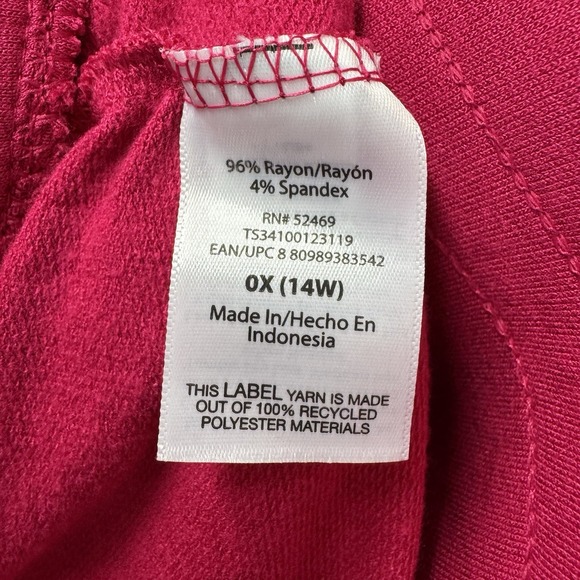 96% Rayon/Rayón
4% Spandex
RN# 52469
TS34100123119
EAN/UPC 8 80989383542
0X (14W)
Made In/Hecho En
Indonesia
THIS LABEL YARN IS MADE
OUT OF 100% RECYCLED
POLYESTER MATERIALS